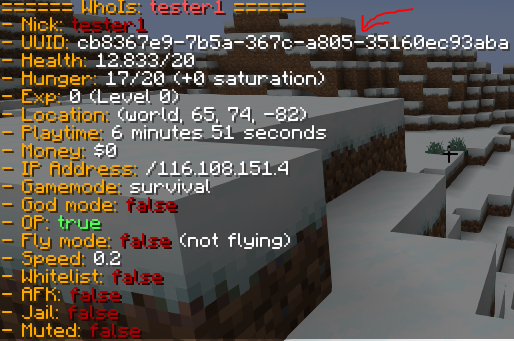 ====== WhoIs: tester1 ======
- Nick: tester1
- UUID: cb8367e9-7b5a-367c-a805-35160ec93aba
- Health: 12.833/20
- Hunger: 17/20 (+0 saturation)
- Exp: 0 (Level 0)
- Location: (world, 65, 74, -82)
- Playtime: 6 minutes 51 seconds
- Money: $0
- IP Address: /116.108.151.4
- Gamemode: survival
- God mode: false
- OP: true
- Fly mode: false (not flying)
- Speed: 0.2
- Whitelist: false
- AFK: false
- Jail: false
- Muted: false